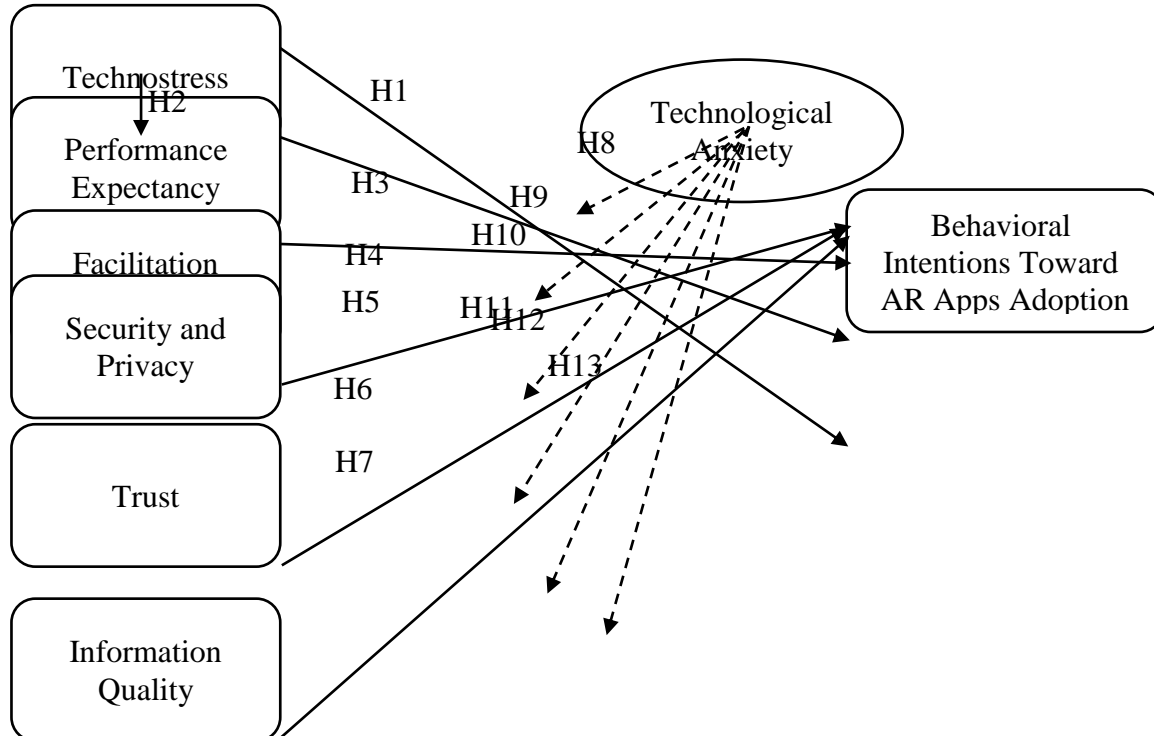 Technostress
H2
Performance
Expectancy
Facilitation
Security and
Privacy
Trust
Information
Quality
H1
H3
H4
H5
H6
H7
H8
H9
H10
H11
H12
H13
Technological
Anxiety
Behavioral
Intentions Toward
AR Apps Adoption